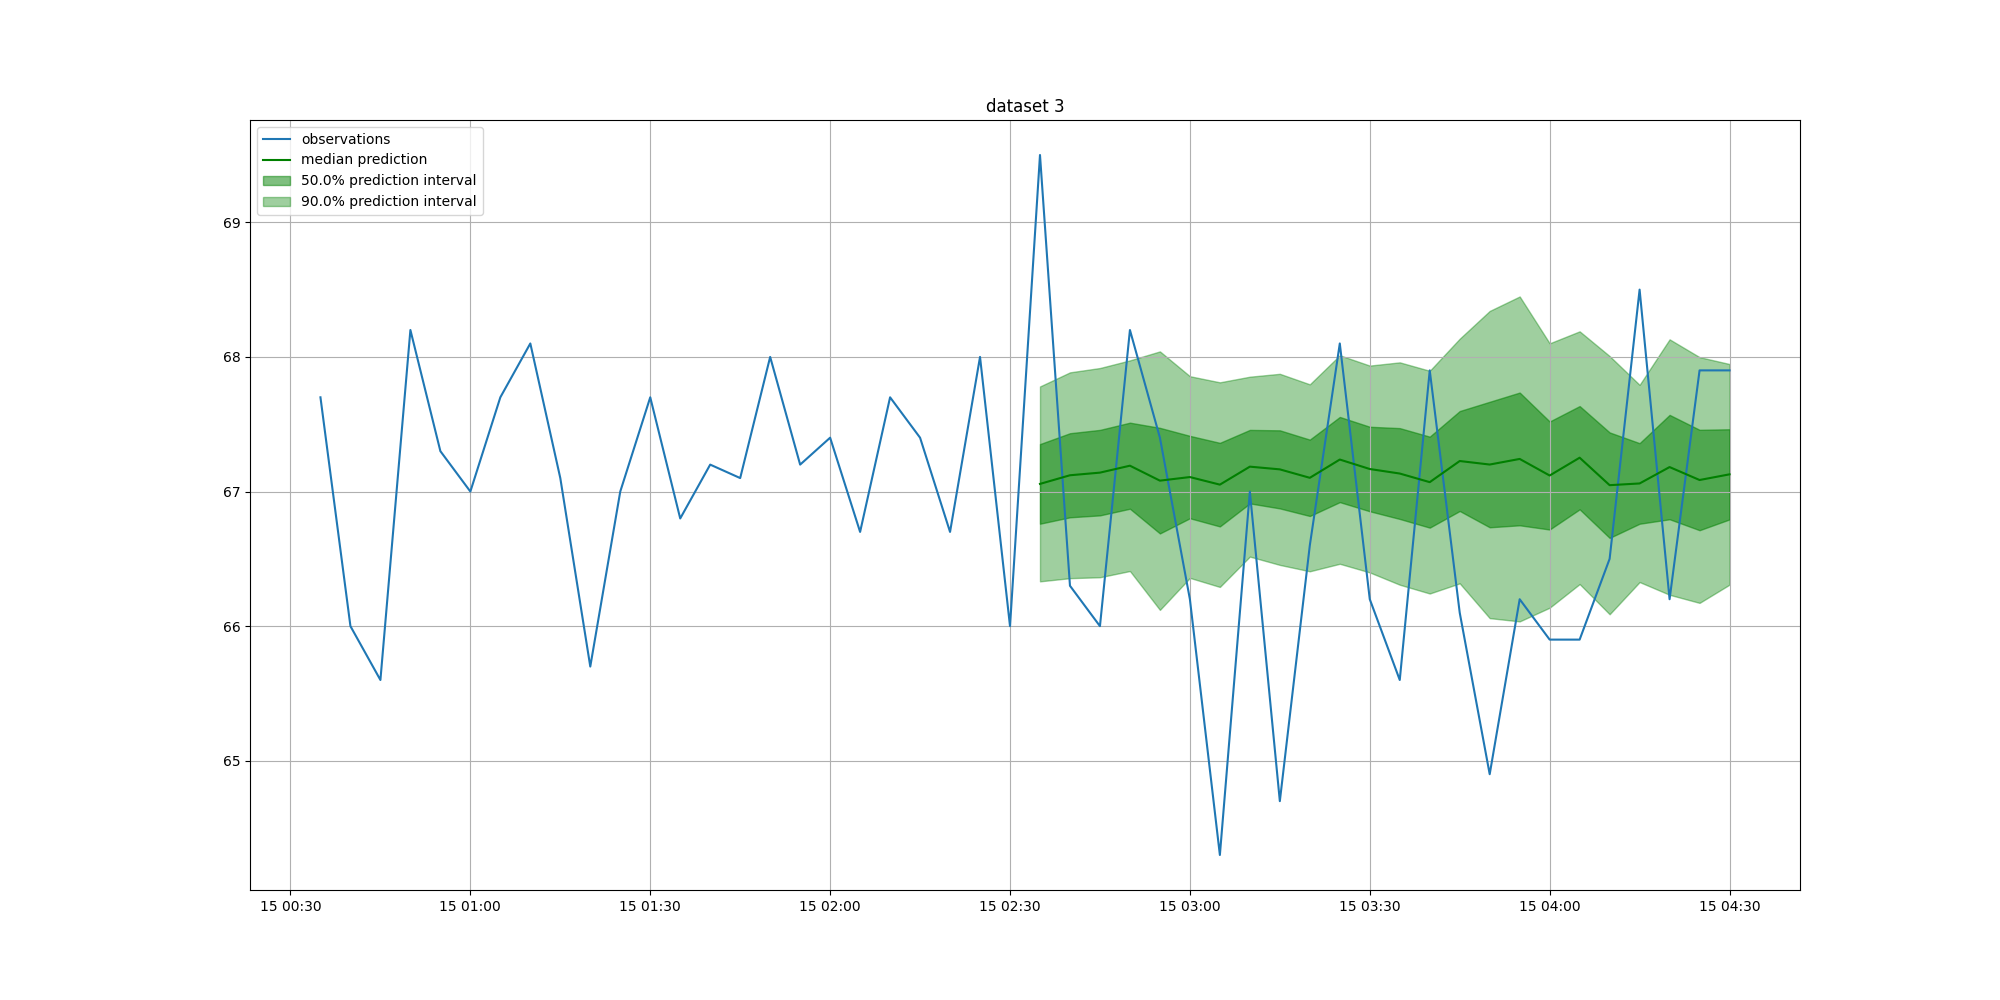 dataset 3
observations
median prediction
50.0% prediction interval
90.0% prediction interval
69
68
67
66
65
15 00:30 15 01:00 15 01:30 15 02:00 15 02:30 15 03:00 15 03:30 15 04:00 15 04:30